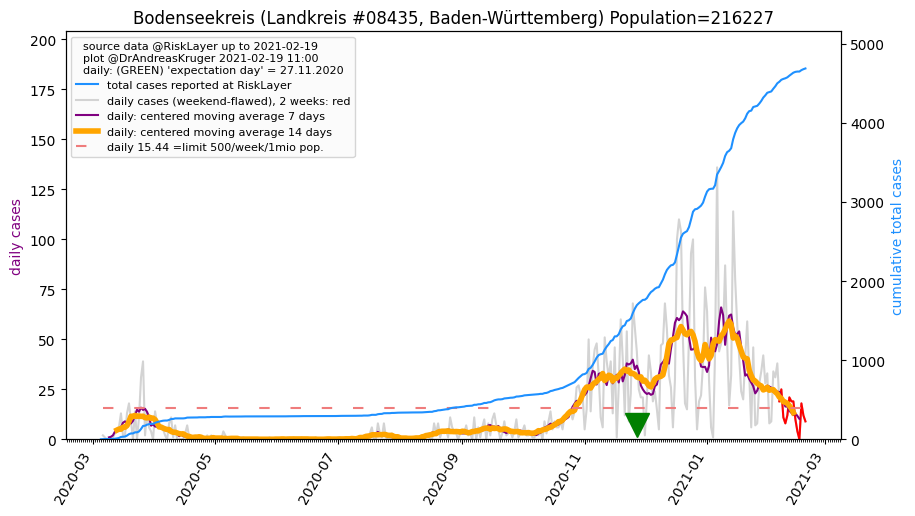 Bodenseekreis (Landkreis #08435, Baden-Württemberg) Population=216227
source data @RiskLayer up to 2021-02-19
plot @DrAndreasKruger 2021-02-19 11:00
daily: (GREEN) 'expectation day' = 27.11.2020
total cases reported at RiskLayer
daily cases (weekend-flawed), 2 weeks: red
daily: centered moving average 7 days
daily: centered moving average 14 days
daily 15.44 =limit 500/week/1mio pop.
daily cases
200
175
150
125
100
75
50
25
0
cumulative total cases
5000
4000
3000
2000
1000
0
2020-03
2020-05
2020-07
2020-09
2020-11
2021-01
2021-03